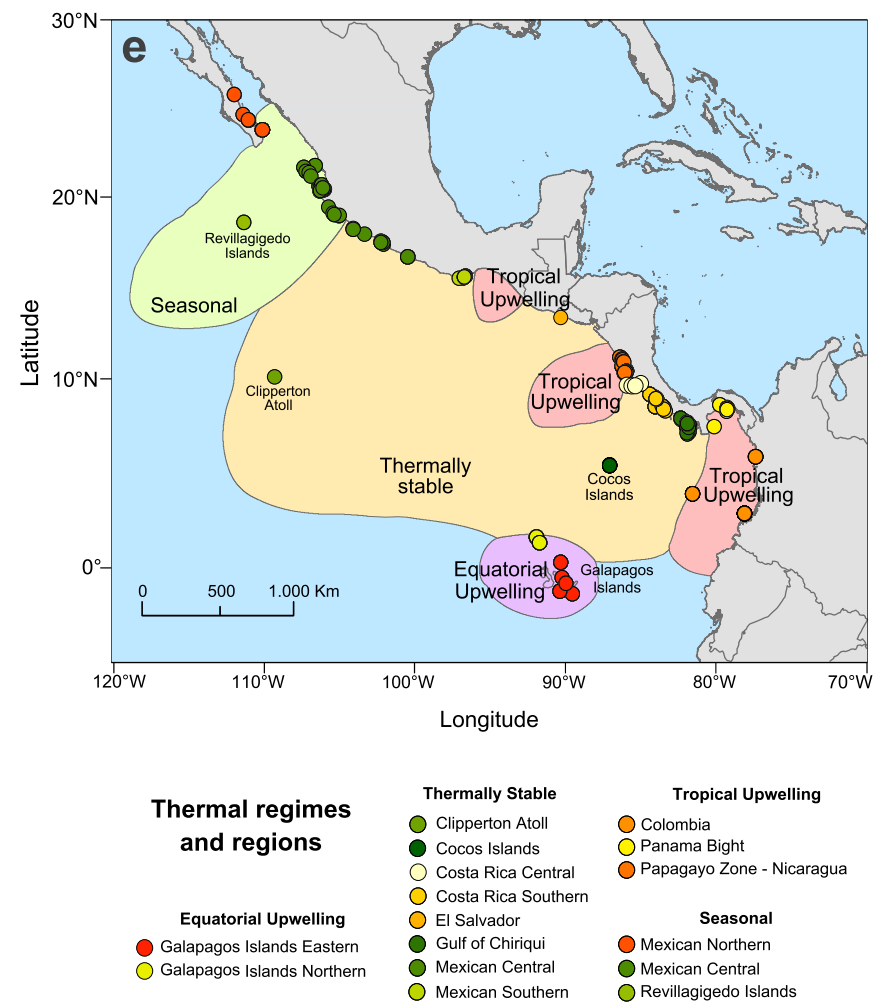 e
30°N
20°N
10°N
0°
Latitude
Revillagigedo
Islands
Seasonal
Tropical
Upwelling
Clipperton
Atoll
Tropical
Upwelling
Thermally
stable
Cocos
Islands
Tropical
Upwelling
Equatorial
Upwelling
Galapagos
Islands
0 500 1.000 Km
120°W 110°W 100°W 90°W 80°W 70°W
Longitude
Thermal regimes
and regions
Equatorial Upwelling
Galapagos Islands Eastern
Galapagos Islands Northern
Thermally Stable
Clipperton Atoll
Cocos Islands
Costa Rica Central
Costa Rica Southern
El Salvador
Gulf of Chiriqui
Mexican Central
Mexican Southern
Tropical Upwelling
Colombia
Panama Bight
Papagayo Zone - Nicaragua
Seasonal
Mexican Northern
Mexican Central
Revillagigedo Islands